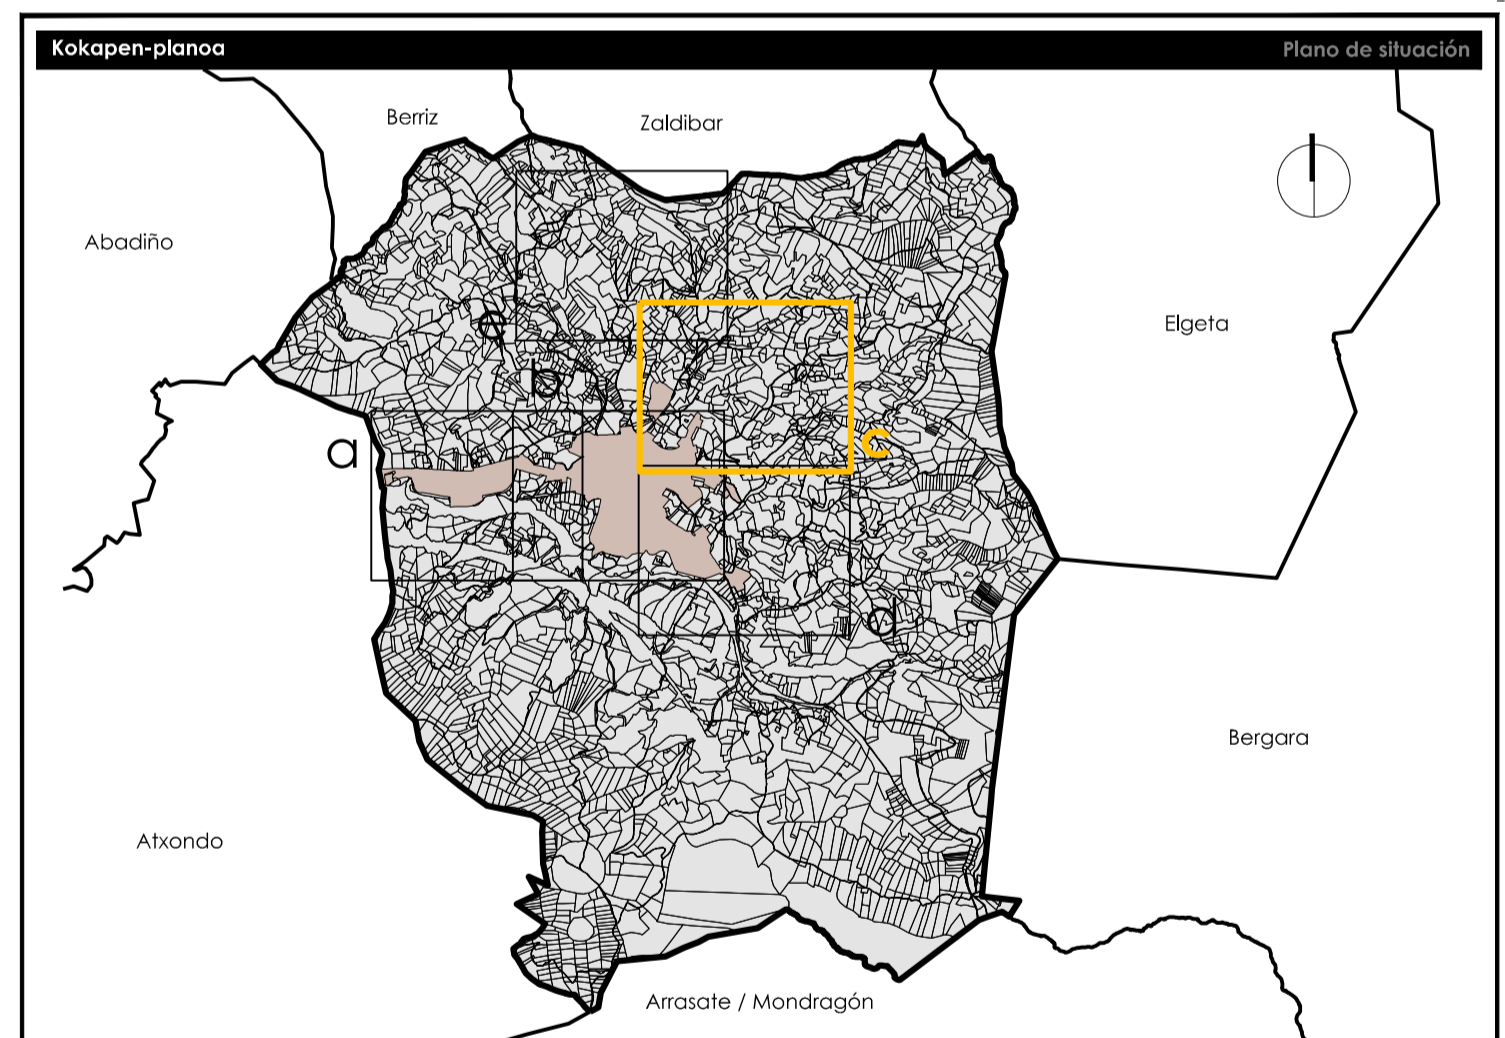 Kokapen-planoa
Plano de situación
Berriz
Zaldibar
Abadiño
Elgeta
e
b
a
c
d
Bergara
Atxondo
Arrasate / Mondragón